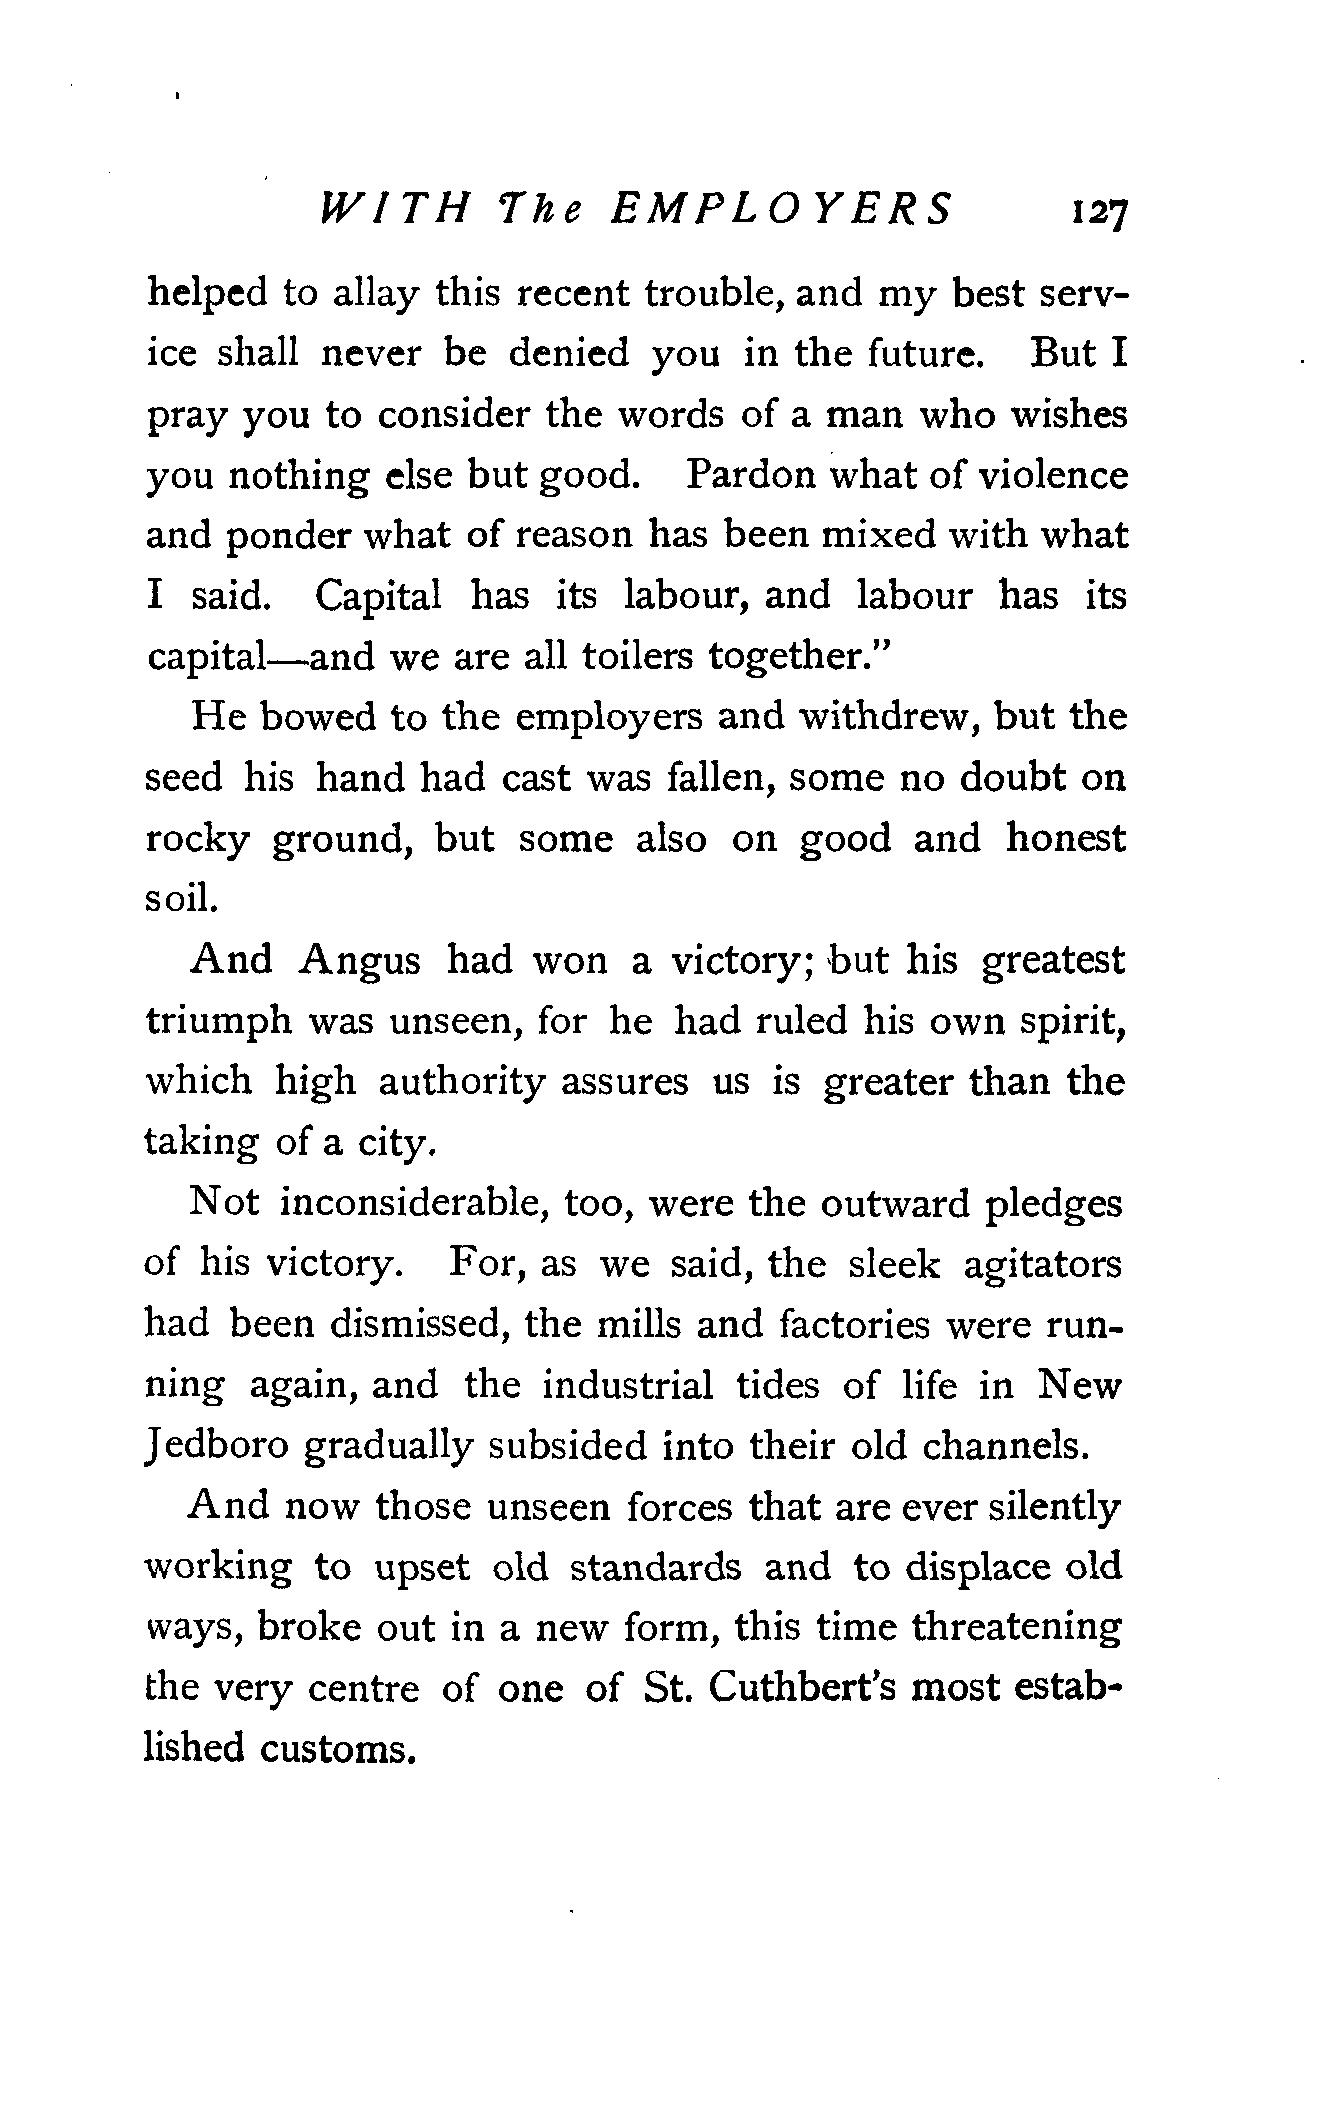 WITH The EMPLOYERS 127
helped to allay this recent trouble, and my best serv-
ice shall never be denied you in the future. But I
pray you to consider the words of a man who wishes
you nothing else but good. Pardon what of violence
and ponder what of reason has been mixed with what
I said. Capital has its labour, and labour has its
capital—and we are all toilers together."
He bowed to the employers and withdrew, but the
seed his hand had cast was fallen, some no doubt on
rocky ground, but some also on good and honest
soil.
And Angus had won a victory; but his greatest
triumph was unseen, for he had ruled his own spirit,
which high authority assures us is greater than the
taking of a city.
Not inconsiderable, too, were the outward pledges
of his victory. For, as we said, the sleek agitators
had been dismissed, the mills and factories were run-
ning again, and the industrial tides of life in New
Jedboro gradually subsided into their old channels.
And now those unseen forces that are ever silently
working to upset old standards and to displace old
ways, broke out in a new form, this time threatening
the very centre of one of St. Cuthbert's most estab-
lished customs.